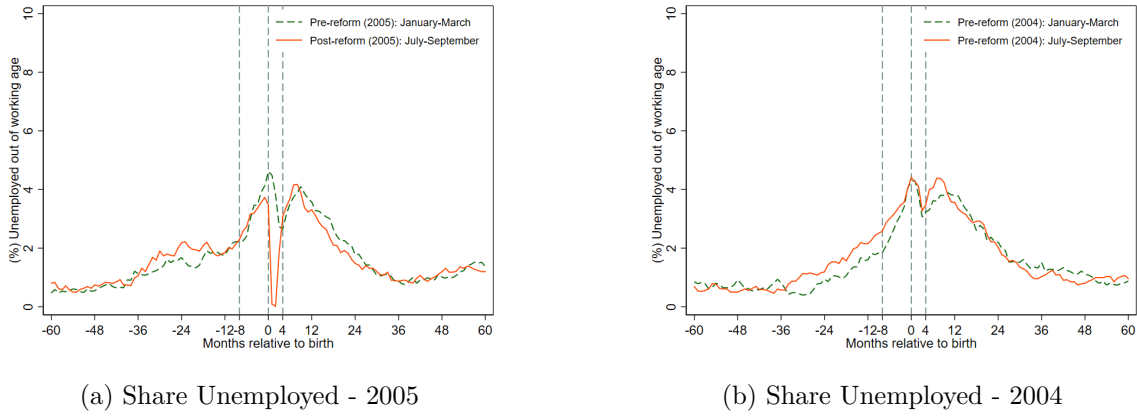 Pre-reform (2005): January-March
Post-reform (2005): July-September
(%) Unemployed out of working age
10
8
6
4
2
0
-60 -48 -36 -24 -12 -8 0 4 12 24 36 48 60
Months relative to birth
(a) Share Unemployed - 2005
Pre-reform (2004): January-March
Pre-reform (2004): July-September
(%) Unemployed out of working age
10
8
6
4
2
0
-60 -48 -36 -24 -12 -8 0 4 12 24 36 48 60
Months relative to birth
(b) Share Unemployed - 2004